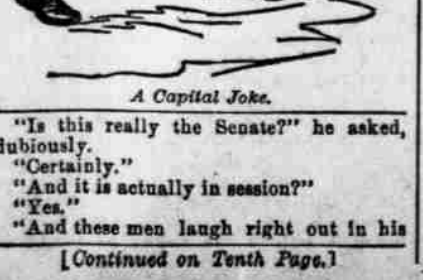 A Capital Joke.
"Is this really the Senate?" he asked,
dubiously.
"Certainly."
"And it is actually in session?"
"Yes."
"And these men laugh right out in his
[Continued on Tenth Page.]